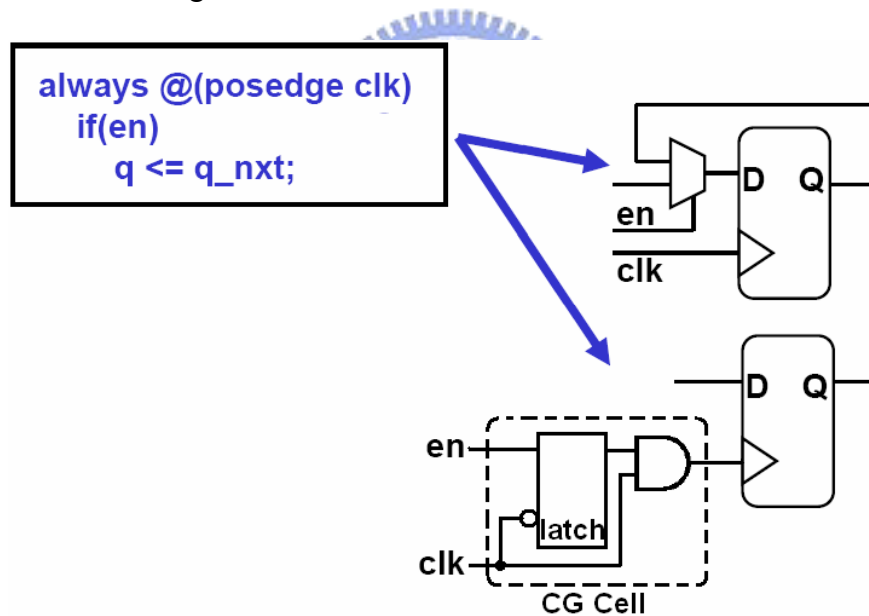 always @(posedge clk)
if(en)
q <= q_nxt;
D Q
en
clk
D Q
en
latch
clk
CG Cell